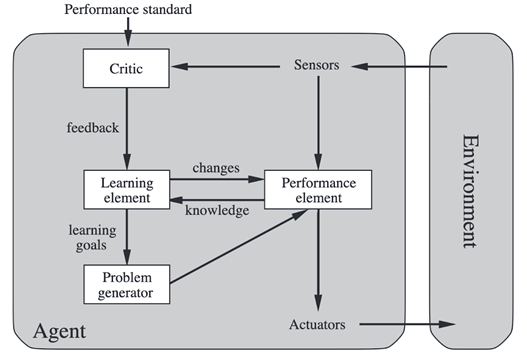 Performance standard
Critic
Sensors
feedback
changes
Learning
element
Performance
element
knowledge
learning
goals
Problem
generator
Agent
Actuators
Environment